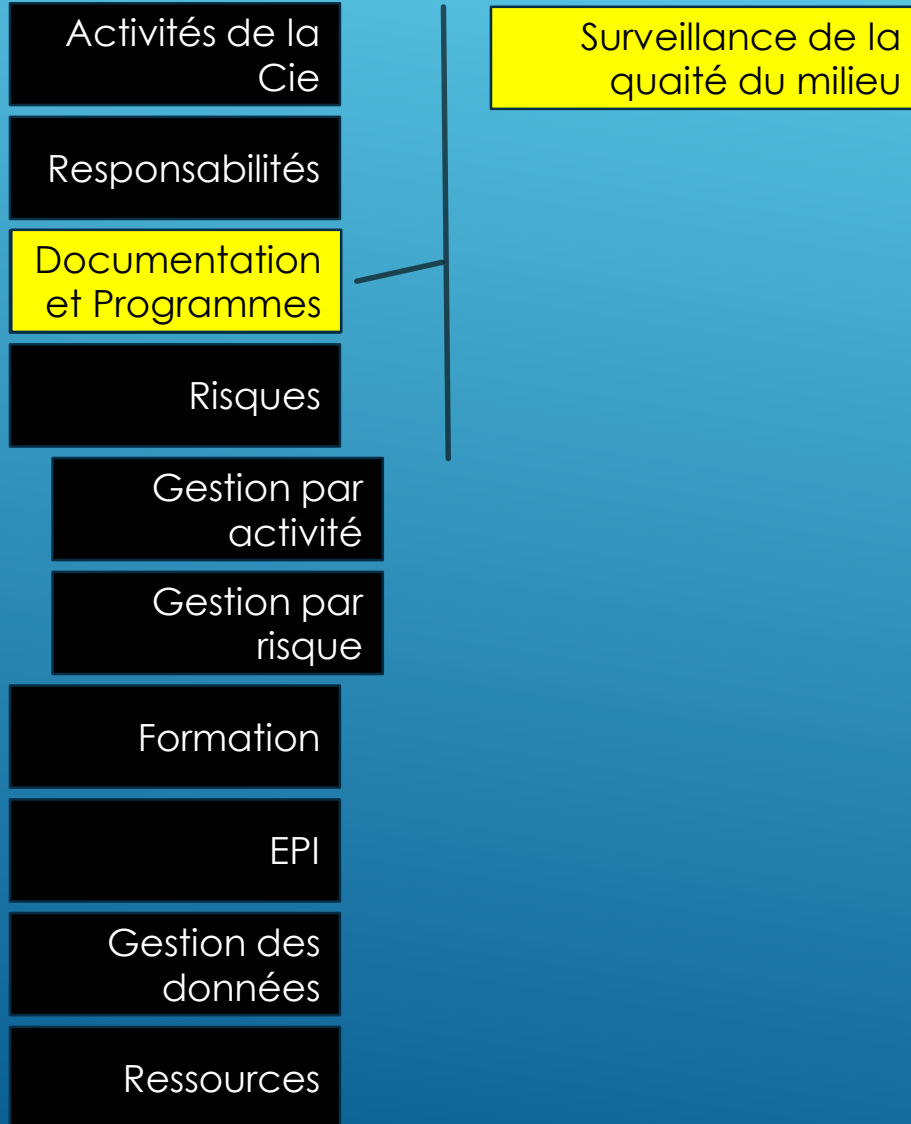 Activités de la
Cie
Responsabilités
Documentation
et Programmes
Risques
Gestion par
activité
Gestion par
risque
Formation
EPI
Gestion des
données
Ressources
Surveillance de la
quaité du milieu